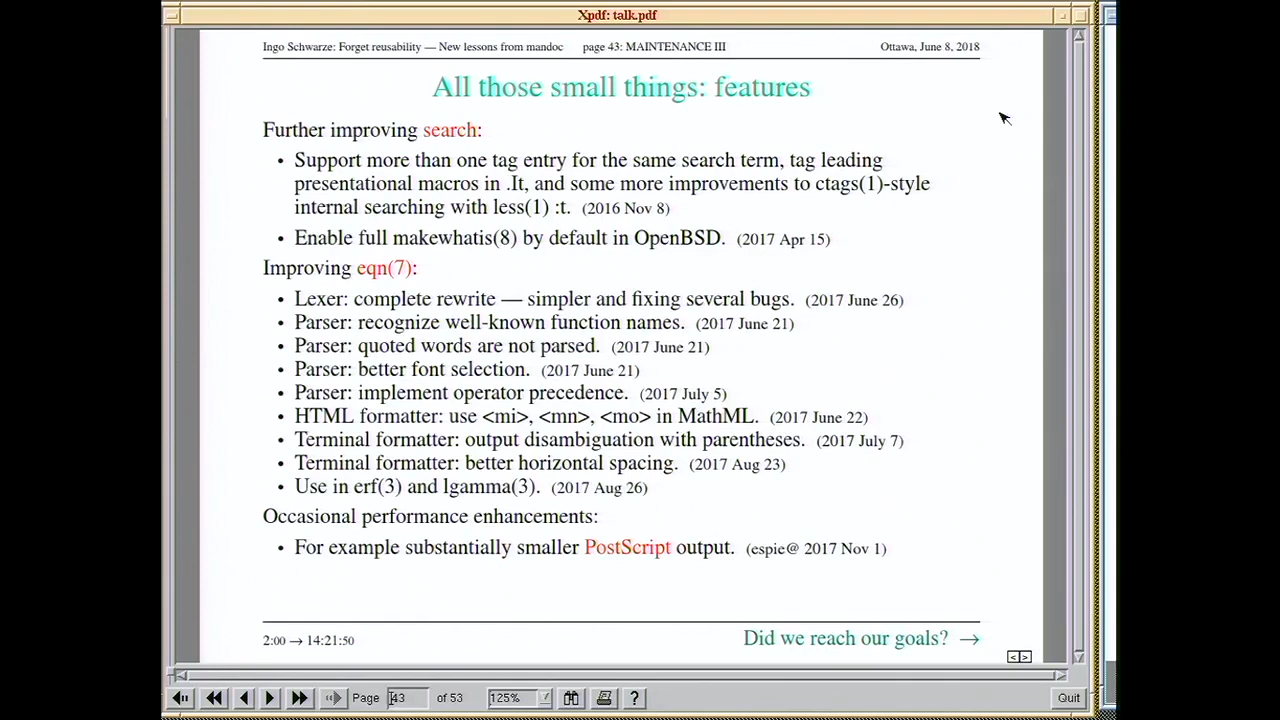 Xpdf: talk.pdf
Ingo Schwarze: Forget reusability — New lessons from mandoc page 43: MAINTENANCE III Ottawa, June 8, 2018
All those small things: features
Further improving search:
• Support more than one tag entry for the same search term, tag leading
presentational macros in .It, and some more improvements to ctags(1)-style
internal searching with less(1) :t. (2016 Nov 8)
• Enable full makewhatis(8) by default in OpenBSD. (2017 Apr 15)
Improving eqn(7):
• Lexer: complete rewrite — simpler and fixing several bugs. (2017 June 26)
• Parser: recognize well-known function names. (2017 June 21)
• Parser: quoted words are not parsed. (2017 June 21)
• Parser: better font selection. (2017 June 21)
• Parser: implement operator precedence. (2017 July 5)
• HTML formatter: use <mi>, <mn>, <mo> in MathML. (2017 June 22)
• Terminal formatter: output disambiguation with parentheses. (2017 July 7)
• Terminal formatter: better horizontal spacing. (2017 Aug 23)
• Use in erf(3) and lgamma(3). (2017 Aug 26)
Occasional performance enhancements:
• For example substantially smaller PostScript output. (espie@ 2017 Nov 1)
2:00 → 14:21:50 Did we reach our goals? →
< >
Page 43 of 53 125% ? Quit